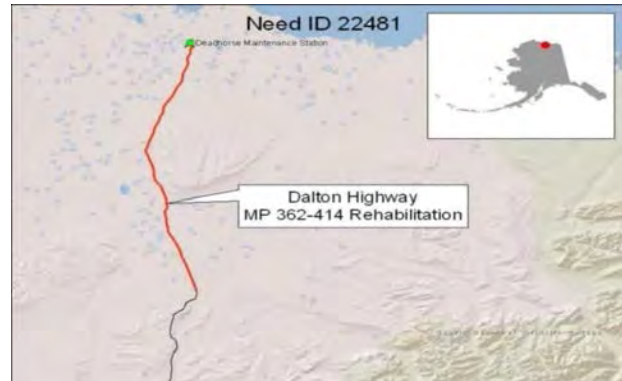 Need ID 22481
Deadhorse Maintenance Station
Dalton Highway
MP 362-414 Rehabilitation